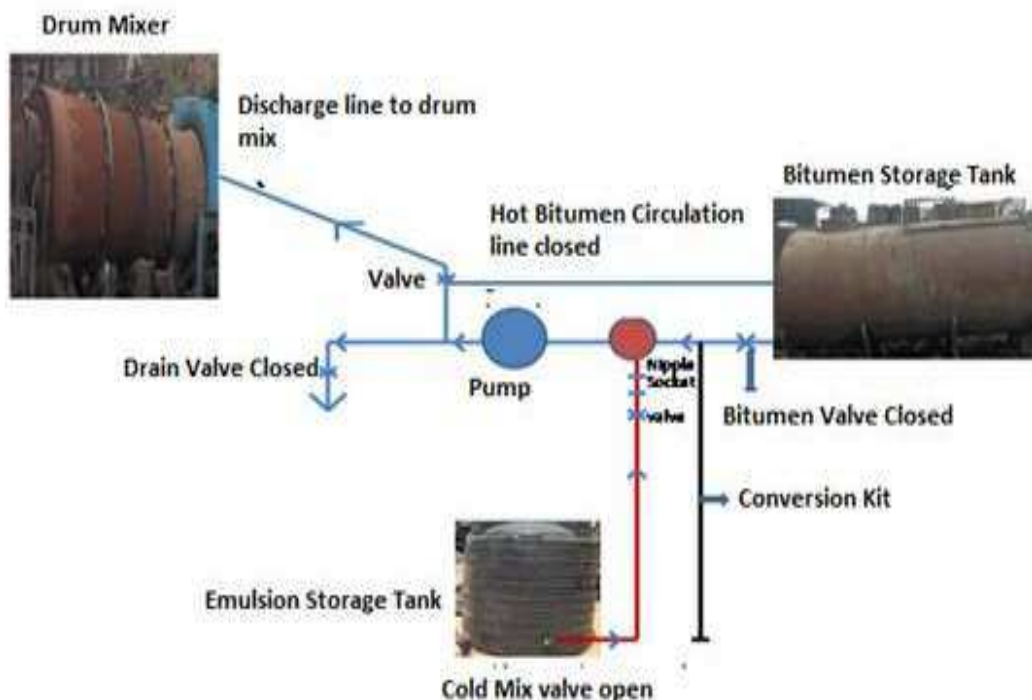 Drum Mixer
Discharge line to drum
mix
Bitumen Storage Tank
Hot Bitumen Circulation
line closed
Valve
Drain Valve Closed
Pump
Nipple
Socket
valve
Bitumen Valve Closed
Conversion Kit
Emulsion Storage Tank
Cold Mix valve open